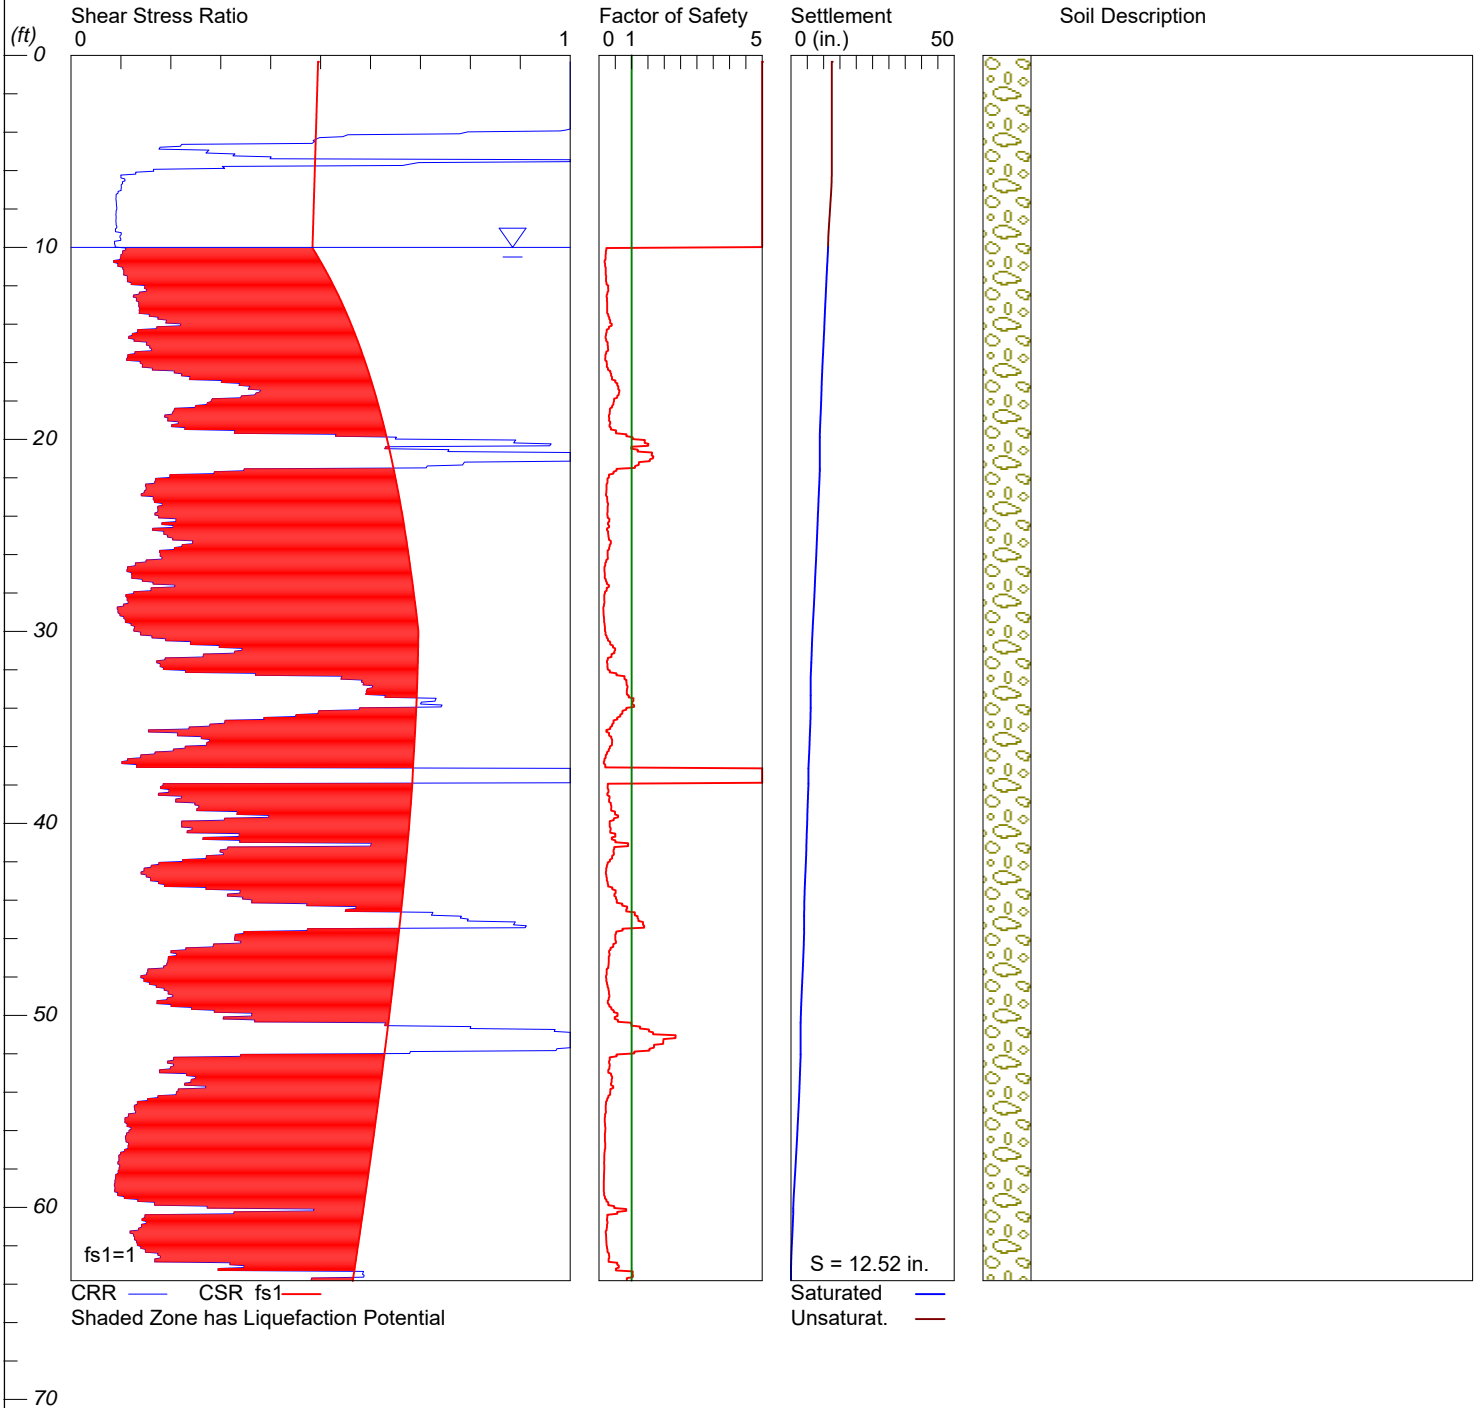 Shear Stress Ratio Factor of Safety Settlement Soil Description
(ft) 0 1 0 1 5 0 (in.) 50
0
10
20
30
40
50
60
fs1=1 S = 12.52 in.
CRR CSR fs1 Saturated
Shaded Zone has Liquefaction Potential Unsaturat.
70